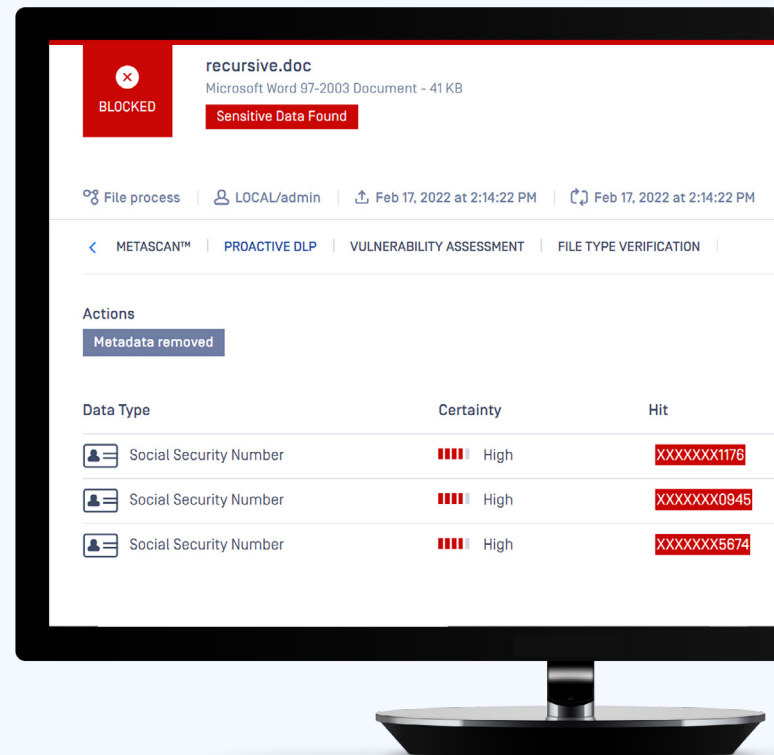 recursive.doc
Microsoft Word 97-2003 Document - 41 KB
BLOCKED
Sensitive Data Found
File process LOCAL/admin Feb 17, 2022 at 2:14:22 PM Feb 17, 2022 at 2:14:22 PM
METASCAN™ PROACTIVE DLP VULNERABILITY ASSESSMENT FILE TYPE VERIFICATION
Actions
Metadata removed
Data Type Certainty Hit
Social Security Number High XXXXXXX1176
Social Security Number High XXXXXXX0945
Social Security Number High XXXXXXX5674